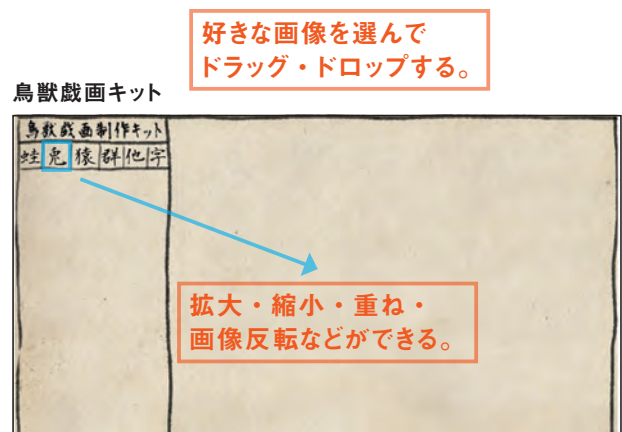 好きな画像を選んで
ドラッグ・ドロップする。
鳥獣戯画キット
鳥獣戯画制作キット
蛙 兎 猿 群 他 字
拡大・縮小・重ね・
画像反転などができる。